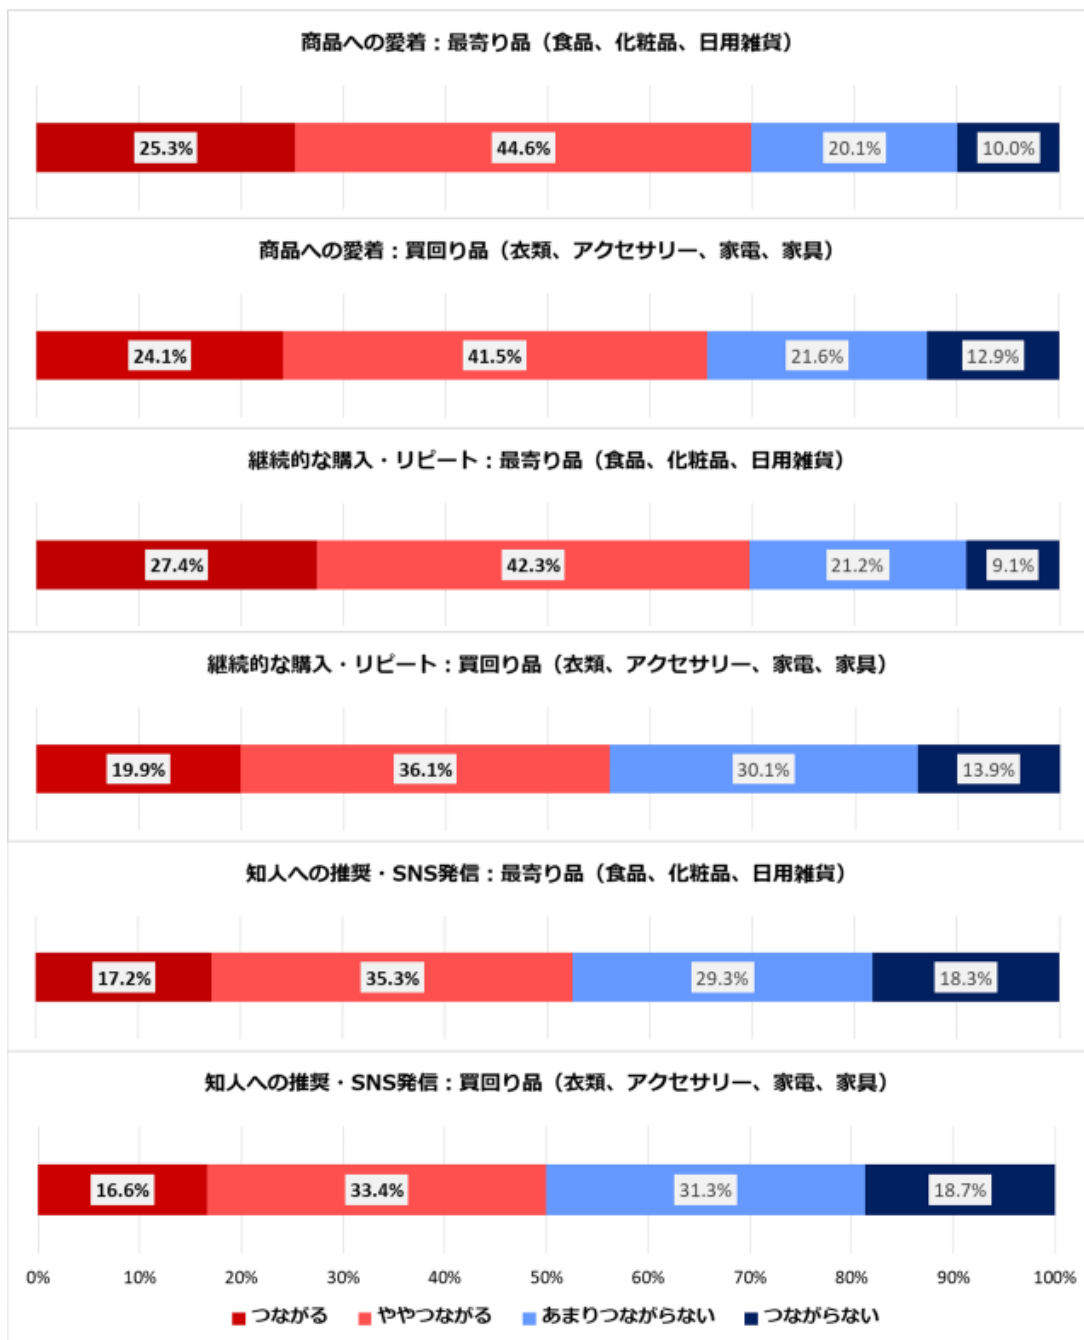 商品への愛着：最寄り品（食品、化粧品、日用雑貨）
25.3% 44.6% 20.1% 10.0%
商品への愛着：買回り品（衣類、アクセサリー、家電、家具）
24.1% 41.5% 21.6% 12.9%
継続的な購入・リピート：最寄り品（食品、化粧品、日用雑貨）
27.4% 42.3% 21.2% 9.1%
継続的な購入・リピート：買回り品（衣類、アクセサリー、家電、家具）
19.9% 36.1% 30.1% 13.9%
知人への推奨・SNS発信：最寄り品（食品、化粧品、日用雑貨）
17.2% 35.3% 29.3% 18.3%
知人への推奨・SNS発信：買回り品（衣類、アクセサリー、家電、家具）
16.6% 33.4% 31.3% 18.7%
0% 10% 20% 30% 40% 50% 60% 70% 80% 90% 100%
つながる ややつながる あまりつながらない つながらない